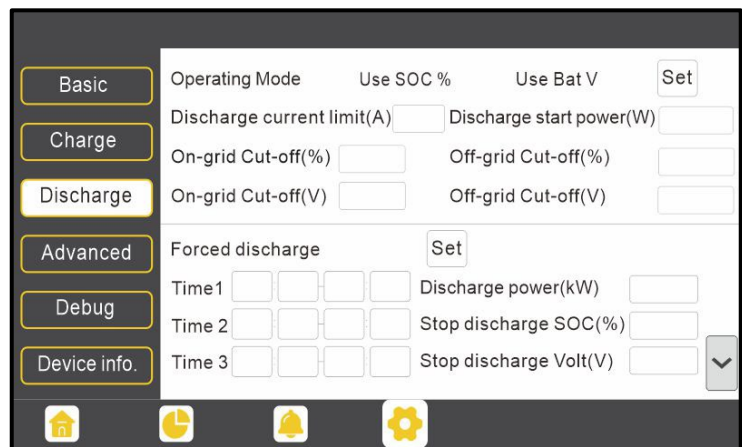 Basic
Charge
Discharge
Advanced
Debug
Device info.
Operating Mode Use SOC % Use Bat V Set
Discharge current limit(A) Discharge start power(W)
On-grid Cut-off(%) Off-grid Cut-off(%)
On-grid Cut-off(V) Off-grid Cut-off(V)
Forced discharge Set
Time1 : - : Discharge power(kW)
Time 2 : - : Stop discharge SOC(%)
Time 3 : - : Stop discharge Volt(V)